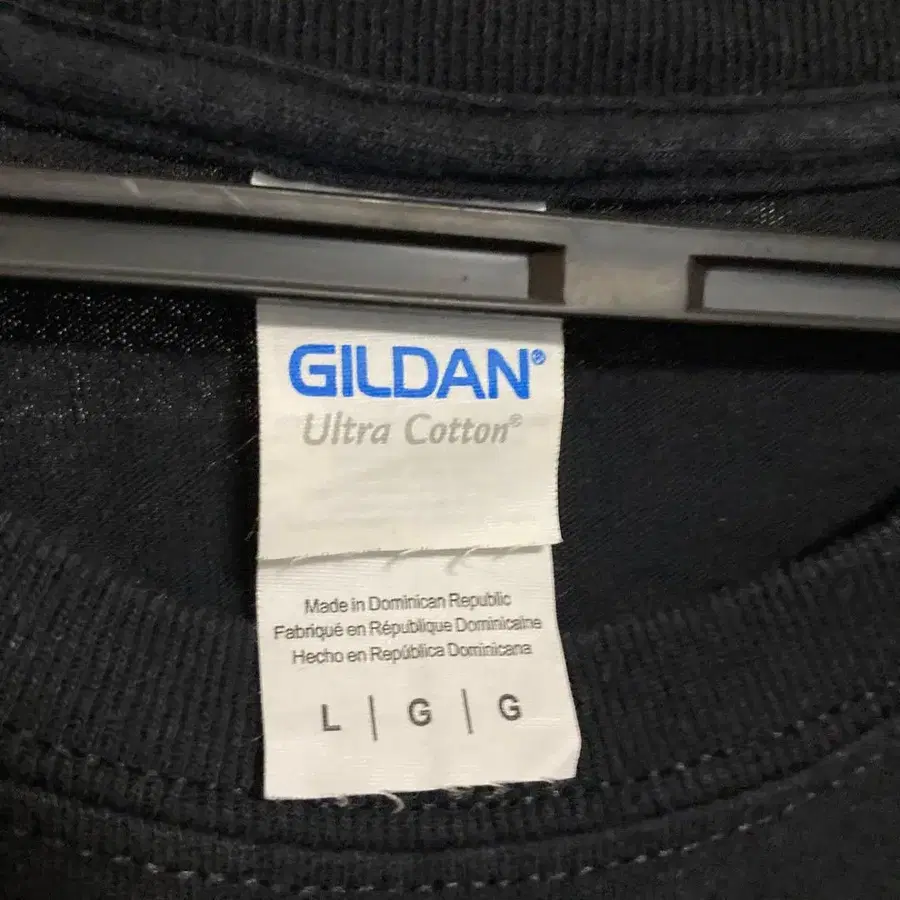 GILDAN®
Ultra Cotton®
Made in Dominican Republic
Fabriqué en République Dominicaine
Hecho en República Dominicana
L | G | G